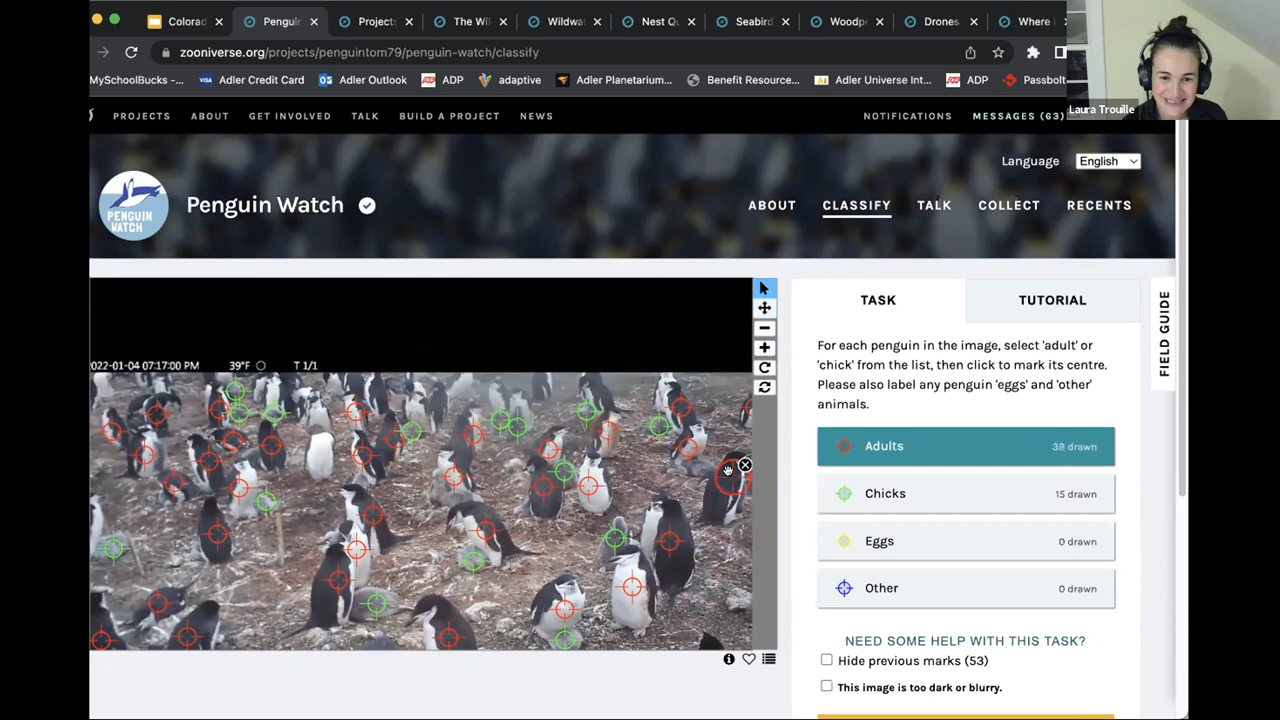 Colorad
Penguin
Projects
The Wil
Wildwat
Nest Qu
Seabird
Woodpe
Drones
Where
zooniverse.org/projects/penguintom79/penguin-watch/classify
MySchoolBucks -...
Adler Credit Card
Adler Outlook
ADP
adaptive
Adler Planetarium...
Benefit Resource...
Adler Universe Int...
ADP
Passbolt
Laura Trouille
PROJECTS
ABOUT
GET INVOLVED
TALK
BUILD A PROJECT
NEWS
NOTIFICATIONS
MESSAGES (63)
Language
English
PENGUIN
WATCH
Penguin Watch
ABOUT
CLASSIFY
TALK
COLLECT
RECENTS
TASK
TUTORIAL
FIELD GUIDE
For each penguin in the image, select 'adult' or
'chick' from the list, then click to mark its centre.
Please also label any penguin 'eggs' and 'other'
animals.
022-01-04 07:17:00 PM
39°F
T 1/1
Adults
38 drawn
Chicks
15 drawn
Eggs
0 drawn
Other
0 drawn
NEED SOME HELP WITH THIS TASK?
Hide previous marks (53)
This image is too dark or blurry.